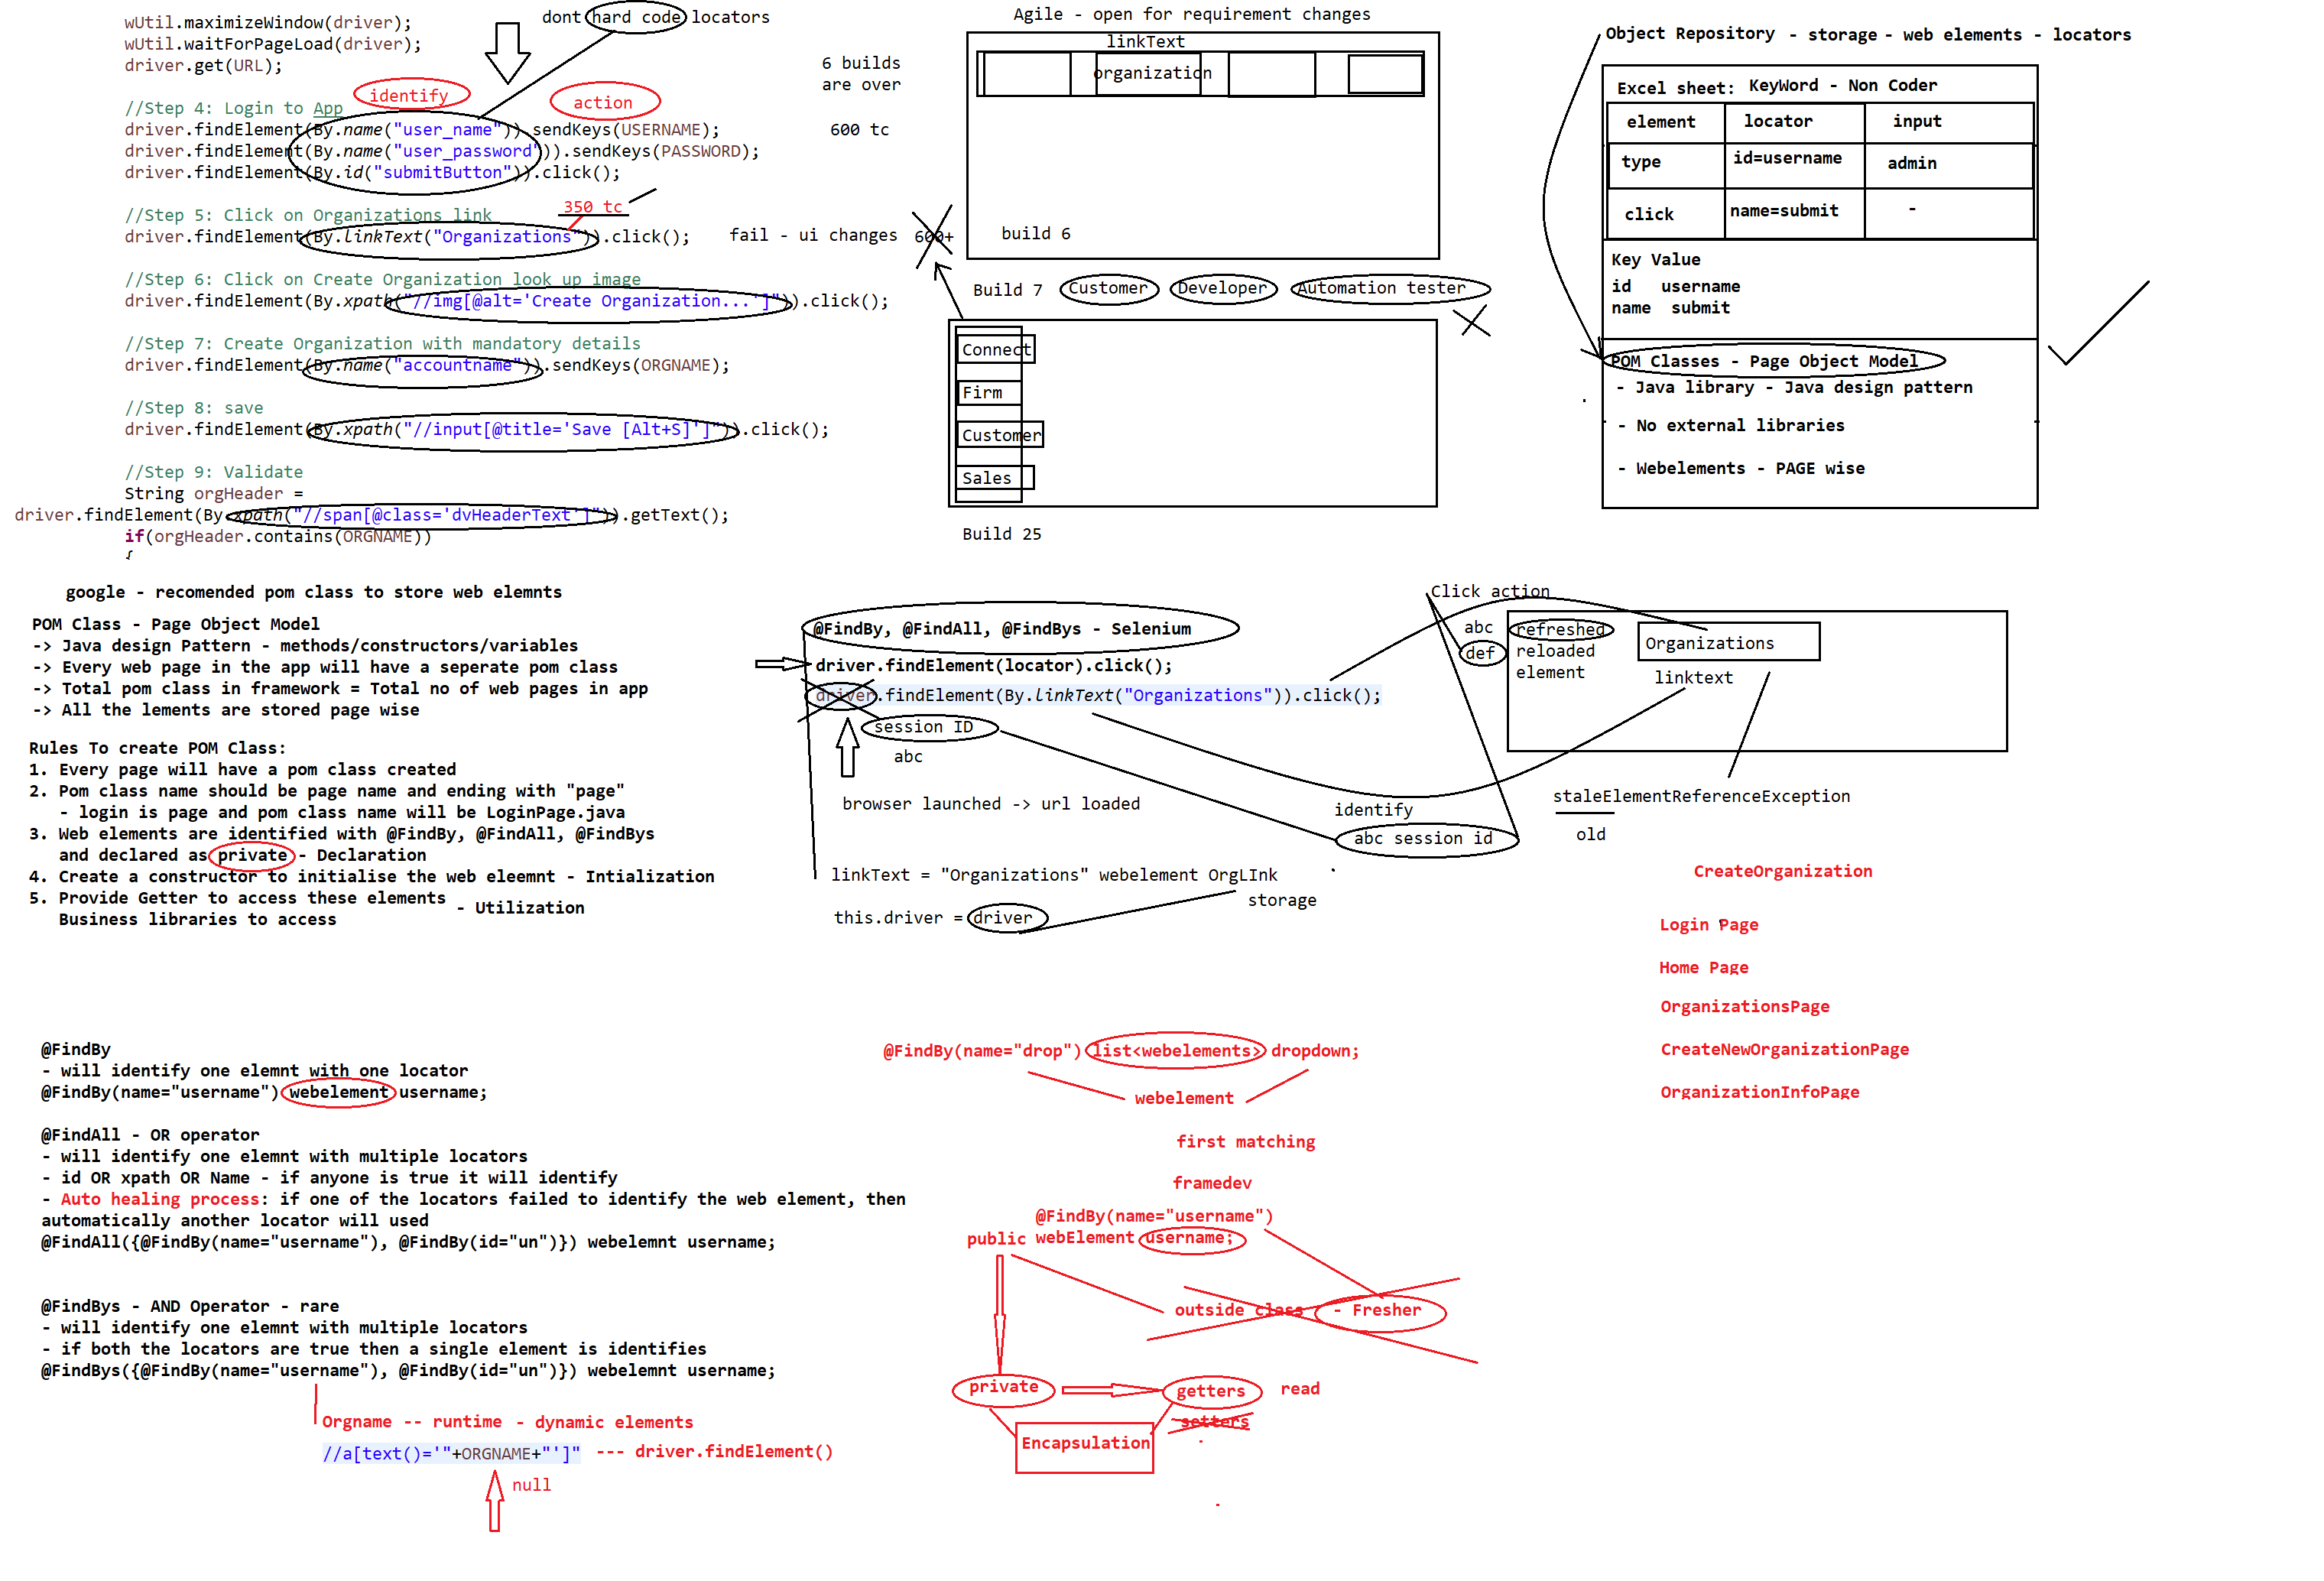 wUtil.maximizeWindow(driver);
wUtil.waitForPageLoad(driver);
driver.get(URL);
dont hard code locators
identify
action
//Step 4: Login to App
driver.findElement(By.name("user_name")).sendKeys(USERNAME);
driver.findElement(By.name("user_password")).sendKeys(PASSWORD);
driver.findElement(By.id("submitButton")).click();
350 tc
//Step 5: Click on Organizations link
driver.findElement(By.linkText("Organizations")).click();
fail - ui changes
600+
//Step 6: Click on Create Organization look up image
driver.findElement(By.xpath("//img[@alt='Create Organization...']")).click();
//Step 7: Create Organization with mandatory details
driver.findElement(By.name("accountname")).sendKeys(ORGNAME);
//Step 8: save
driver.findElement(By.xpath("//input[@title='Save [Alt+S]']")).click();
//Step 9: Validate
String orgHeader =
driver.findElement(By.xpath("//span[@class='dvHeaderText']")).getText();
if(orgHeader.contains(ORGNAME))
{
6 builds
are over
600 tc
Agile - open for requirement changes
linkText
organization
build 6
Build 7
Customer
Developer
Automation tester
Connect
Firm
Customer
Sales
Build 25
Object Repository - storage - web elements - locators
Excel sheet: KeyWord - Non Coder
element locator input
type id=username admin
click name=submit -
Key Value
id username
name submit
POM Classes - Page Object Model
- Java library - Java design pattern
- No external libraries
- Webelements - PAGE wise
google - recomended pom class to store web elemnts
POM Class - Page Object Model
-> Java design Pattern - methods/constructors/variables
-> Every web page in the app will have a seperate pom class
-> Total pom class in framework = Total no of web pages in app
-> All the lements are stored page wise
Rules To create POM Class:
1. Every page will have a pom class created
2. Pom class name should be page name and ending with "page"
- login is page and pom class name will be LoginPage.java
3. Web elements are identified with @FindBy, @FindAll, @FindBys
and declared as private - Declaration
4. Create a constructor to initialise the web eleemnt - Intialization
5. Provide Getter to access these elements
Business libraries to access
- Utilization
@FindBy, @FindAll, @FindBys - Selenium
driver.findElement(locator).click();
driver.findElement(By.linkText("Organizations")).click();
session ID
abc
browser launched -> url loaded
identify
abc session id
linkText = "Organizations" webelement OrgLInk
storage
this.driver = driver
Click action
abc
def
refreshed
reloaded
element
Organizations
linktext
staleElementReferenceException
old
CreateOrganization
Login Page
Home Page
OrganizationsPage
CreateNewOrganizationPage
OrganizationInfoPage
@FindBy
- will identify one elemnt with one locator
@FindBy(name="username") webelement username;
@FindAll - OR operator
- will identify one elemnt with multiple locators
- id OR xpath OR Name - if anyone is true it will identify
- Auto healing process: if one of the locators failed to identify the web element, then
automatically another locator will used
@FindAll({@FindBy(name="username"), @FindBy(id="un")}) webelemnt username;
@FindBys - AND Operator - rare
- will identify one elemnt with multiple locators
- if both the locators are true then a single element is identifies
@FindBys({@FindBy(name="username"), @FindBy(id="un")}) webelemnt username;
Orgname -- runtime - dynamic elements
//a[text()='"+ORGNAME+"']" --- driver.findElement()
null
@FindBy(name="drop") list<webelements> dropdown;
webelement
first matching
framedev
@FindBy(name="username")
public webElement username;
outside class - Fresher
private
getters
read
setters
Encapsulation